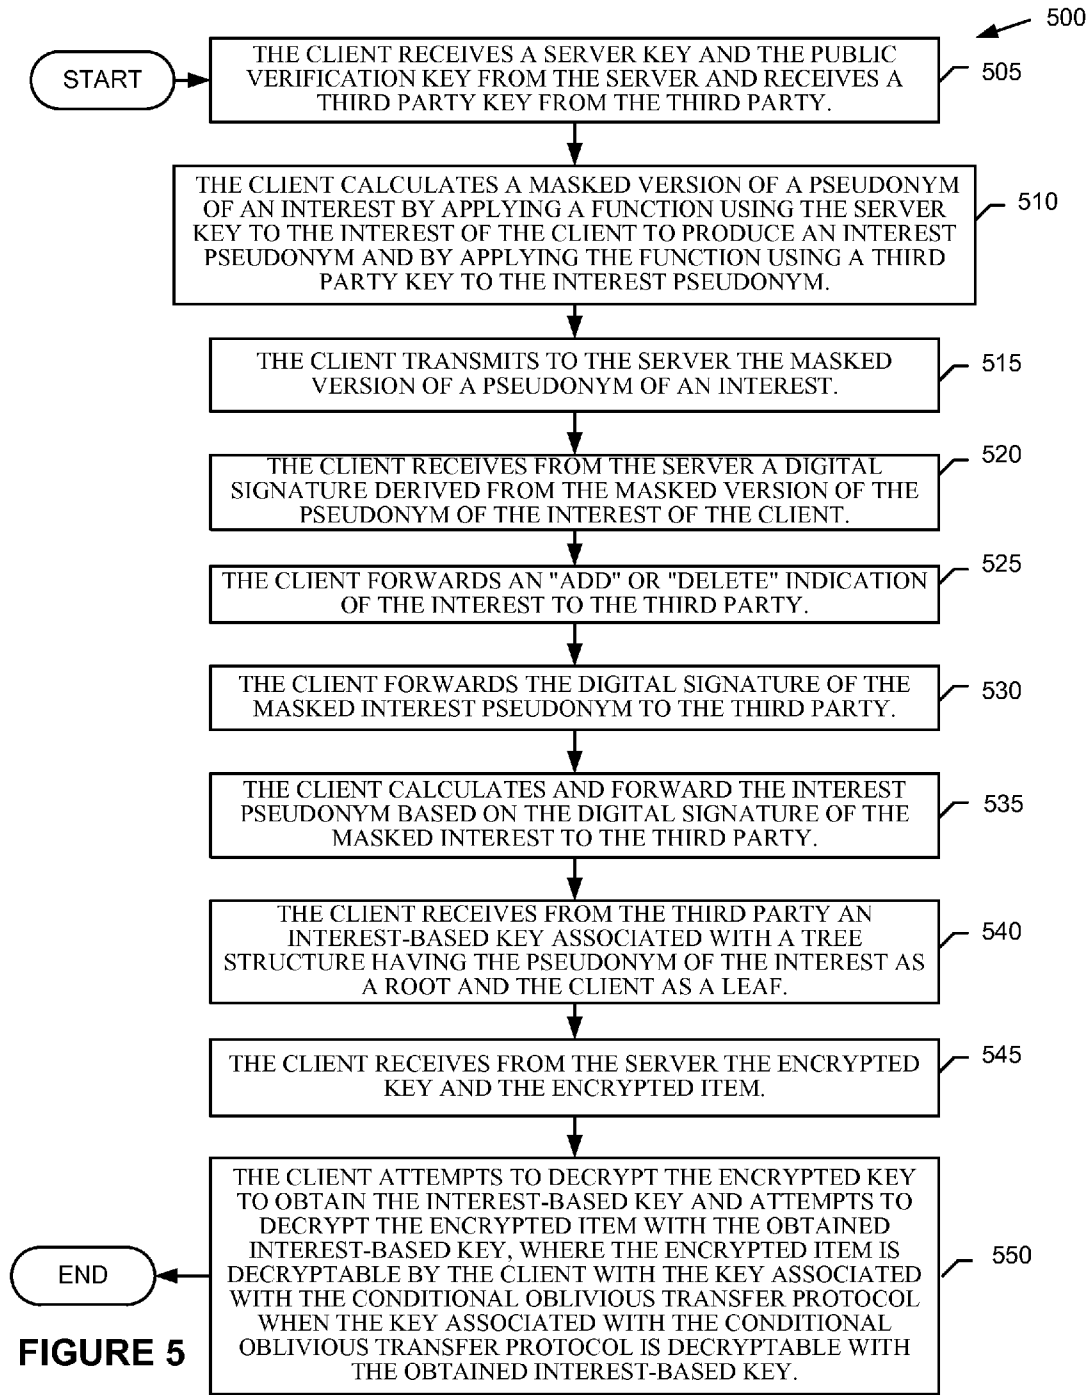 500
START
THE CLIENT RECEIVES A SERVER KEY AND THE PUBLIC
VERIFICATION KEY FROM THE SERVER AND RECEIVES A
THIRD PARTY KEY FROM THE THIRD PARTY.
505
THE CLIENT CALCULATES A MASKED VERSION OF A PSEUDONYM
OF AN INTEREST BY APPLYING A FUNCTION USING THE SERVER
KEY TO THE INTEREST OF THE CLIENT TO PRODUCE AN INTEREST
PSEUDONYM AND BY APPLYING THE FUNCTION USING A THIRD
PARTY KEY TO THE INTEREST PSEUDONYM.
510
THE CLIENT TRANSMITS TO THE SERVER THE MASKED
VERSION OF A PSEUDONYM OF AN INTEREST.
515
THE CLIENT RECEIVES FROM THE SERVER A DIGITAL
SIGNATURE DERIVED FROM THE MASKED VERSION OF THE
PSEUDONYM OF THE INTEREST OF THE CLIENT.
520
THE CLIENT FORWARDS AN "ADD" OR "DELETE" INDICATION
OF THE INTEREST TO THE THIRD PARTY.
525
THE CLIENT FORWARDS THE DIGITAL SIGNATURE OF THE
MASKED INTEREST PSEUDONYM TO THE THIRD PARTY.
530
THE CLIENT CALCULATES AND FORWARD THE INTEREST
PSEUDONYM BASED ON THE DIGITAL SIGNATURE OF THE
MASKED INTEREST TO THE THIRD PARTY.
535
THE CLIENT RECEIVES FROM THE THIRD PARTY AN
INTEREST-BASED KEY ASSOCIATED WITH A TREE
STRUCTURE HAVING THE PSEUDONYM OF THE INTEREST AS
A ROOT AND THE CLIENT AS A LEAF.
540
THE CLIENT RECEIVES FROM THE SERVER THE ENCRYPTED
KEY AND THE ENCRYPTED ITEM.
545
THE CLIENT ATTEMPTS TO DECRYPT THE ENCRYPTED KEY
TO OBTAIN THE INTEREST-BASED KEY AND ATTEMPTS TO
DECRYPT THE ENCRYPTED ITEM WITH THE OBTAINED
INTEREST-BASED KEY, WHERE THE ENCRYPTED ITEM IS
DECRYPTABLE BY THE CLIENT WITH THE KEY ASSOCIATED
WITH THE CONDITIONAL OBLIVIOUS TRANSFER PROTOCOL
WHEN THE KEY ASSOCIATED WITH THE CONDITIONAL
OBLIVIOUS TRANSFER PROTOCOL IS DECRYPTABLE WITH
THE OBTAINED INTEREST-BASED KEY.
550
END
FIGURE 5